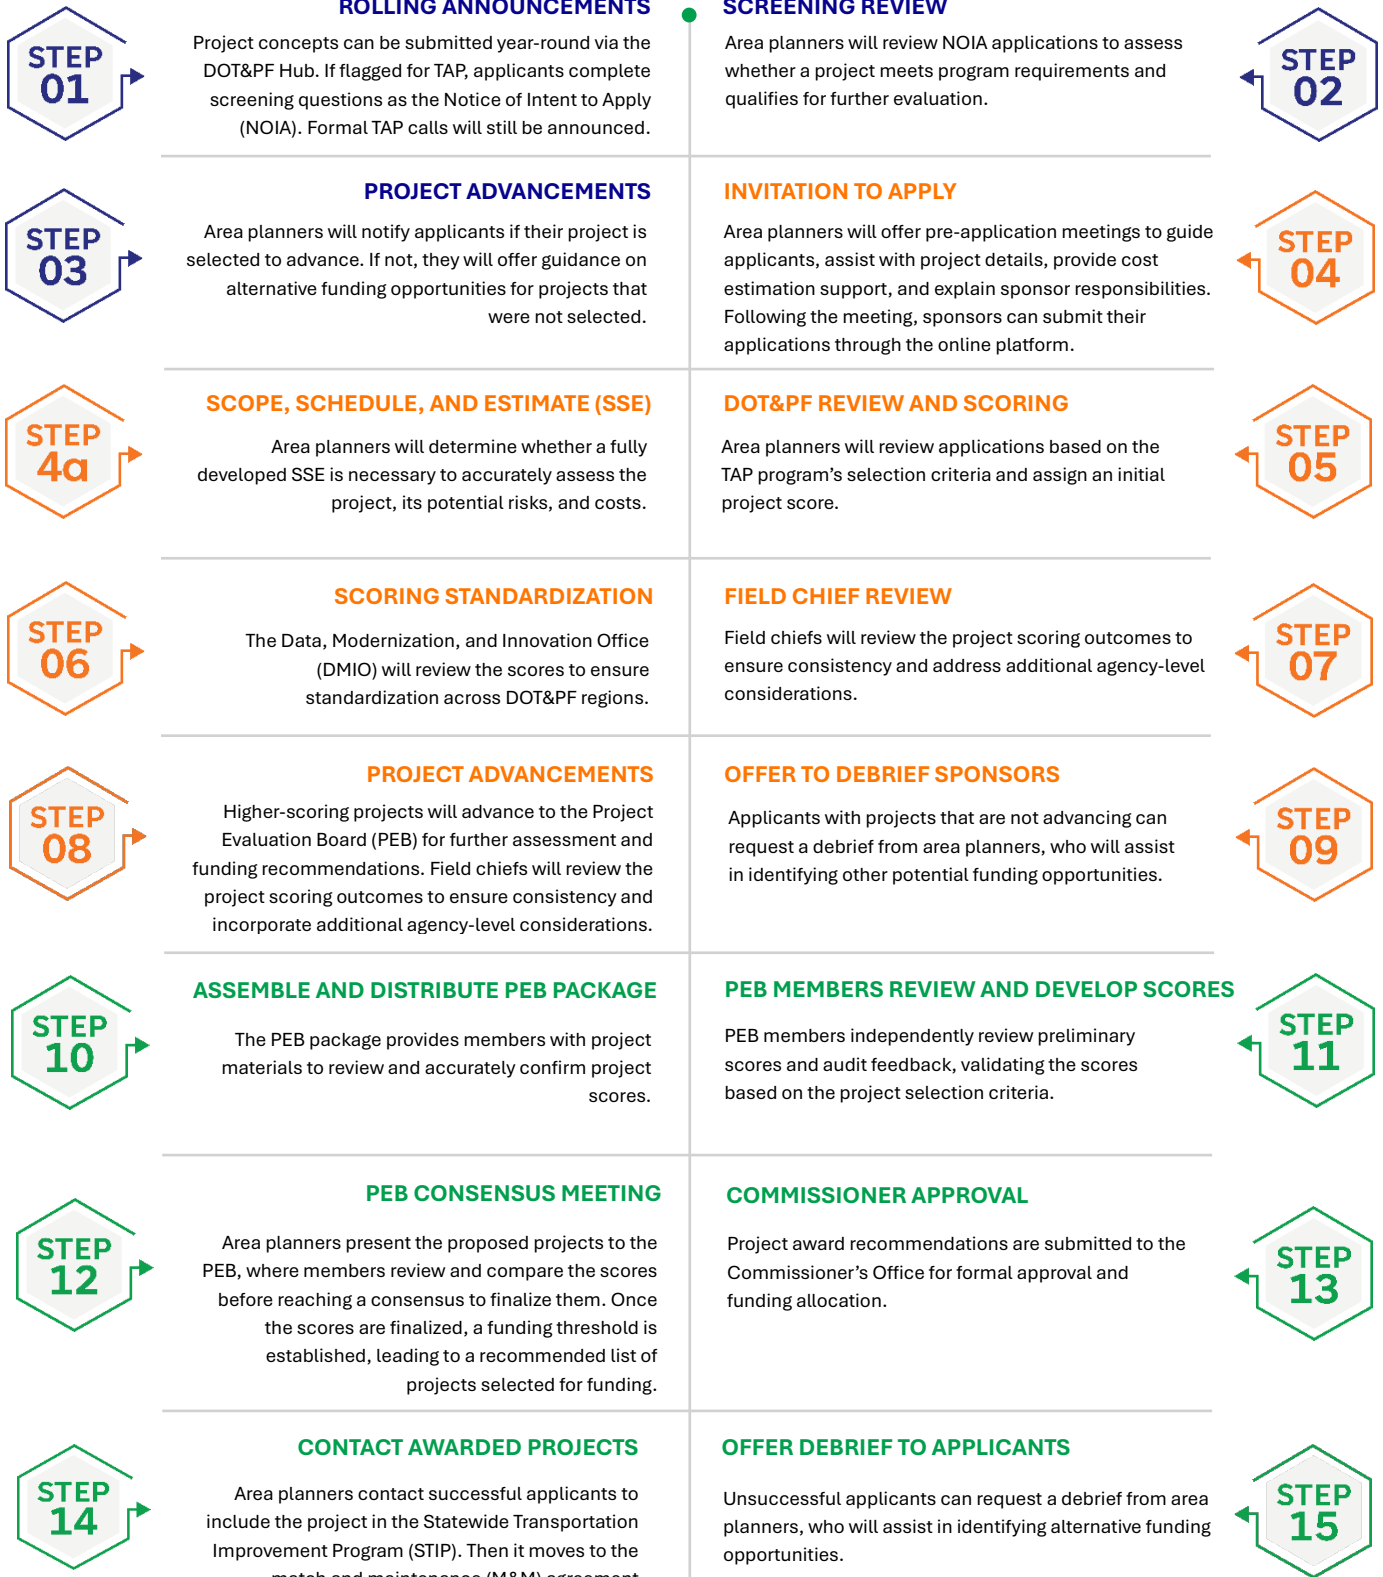 ROLLING ANNOUNCEMENTS
STEP
01
Project concepts can be submitted year-round via the
DOT&PF Hub. If flagged for TAP, applicants complete
screening questions as the Notice of Intent to Apply
(NOIA). Formal TAP calls will still be announced.
SCREENING REVIEW
Area planners will review NOIA applications to assess
whether a project meets program requirements and
qualifies for further evaluation.
STEP
02
STEP
03
PROJECT ADVANCEMENTS
Area planners will notify applicants if their project is
selected to advance. If not, they will offer guidance on
alternative funding opportunities for projects that
were not selected.
INVITATION TO APPLY
Area planners will offer pre-application meetings to guide
applicants, assist with project details, provide cost
estimation support, and explain sponsor responsibilities.
Following the meeting, sponsors can submit their
applications through the online platform.
STEP
04
STEP
4a
SCOPE, SCHEDULE, AND ESTIMATE (SSE)
Area planners will determine whether a fully
developed SSE is necessary to accurately assess the
project, its potential risks, and costs.
DOT&PF REVIEW AND SCORING
Area planners will review applications based on the
TAP program’s selection criteria and assign an initial
project score.
STEP
05
STEP
06
SCORING STANDARDIZATION
The Data, Modernization, and Innovation Office
(DMIO) will review the scores to ensure
standardization across DOT&PF regions.
FIELD CHIEF REVIEW
Field chiefs will review the project scoring outcomes to
ensure consistency and address additional agency-level
considerations.
STEP
07
STEP
08
PROJECT ADVANCEMENTS
Higher-scoring projects will advance to the Project
Evaluation Board (PEB) for further assessment and
funding recommendations. Field chiefs will review the
project scoring outcomes to ensure consistency and
incorporate additional agency-level considerations.
OFFER TO DEBRIEF SPONSORS
Applicants with projects that are not advancing can
request a debrief from area planners, who will assist
in identifying other potential funding opportunities.
STEP
09
STEP
10
ASSEMBLE AND DISTRIBUTE PEB PACKAGE
The PEB package provides members with project
materials to review and accurately confirm project
scores.
PEB MEMBERS REVIEW AND DEVELOP SCORES
PEB members independently review preliminary
scores and audit feedback, validating the scores
based on the project selection criteria.
STEP
11
STEP
12
PEB CONSENSUS MEETING
Area planners present the proposed projects to the
PEB, where members review and compare the scores
before reaching a consensus to finalize them. Once
the scores are finalized, a funding threshold is
established, leading to a recommended list of
projects selected for funding.
COMMISSIONER APPROVAL
Project award recommendations are submitted to the
Commissioner’s Office for formal approval and
funding allocation.
STEP
13
STEP
14
CONTACT AWARDED PROJECTS
Area planners contact successful applicants to
include the project in the Statewide Transportation
Improvement Program (STIP). Then it moves to the
match and maintenance (M&M) agreement
OFFER DEBRIEF TO APPLICANTS
Unsuccessful applicants can request a debrief from area
planners, who will assist in identifying alternative funding
opportunities.
STEP
15